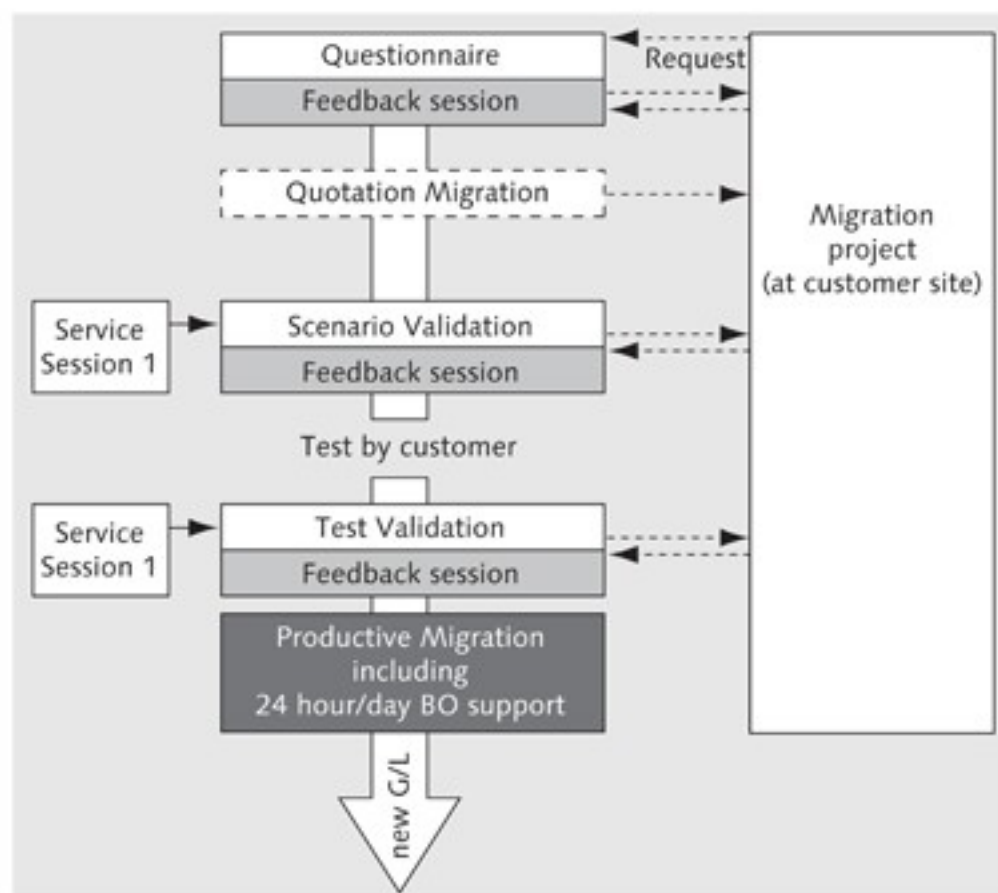 Questionnaire
Request
Feedback session
Quotation Migration
Migration
project
(at customer site)
Service
Session 1
Scenario Validation
Feedback session
Test by customer
Service
Session 1
Test Validation
Feedback session
Productive Migration
including
24 hour/day BO support
new G/L